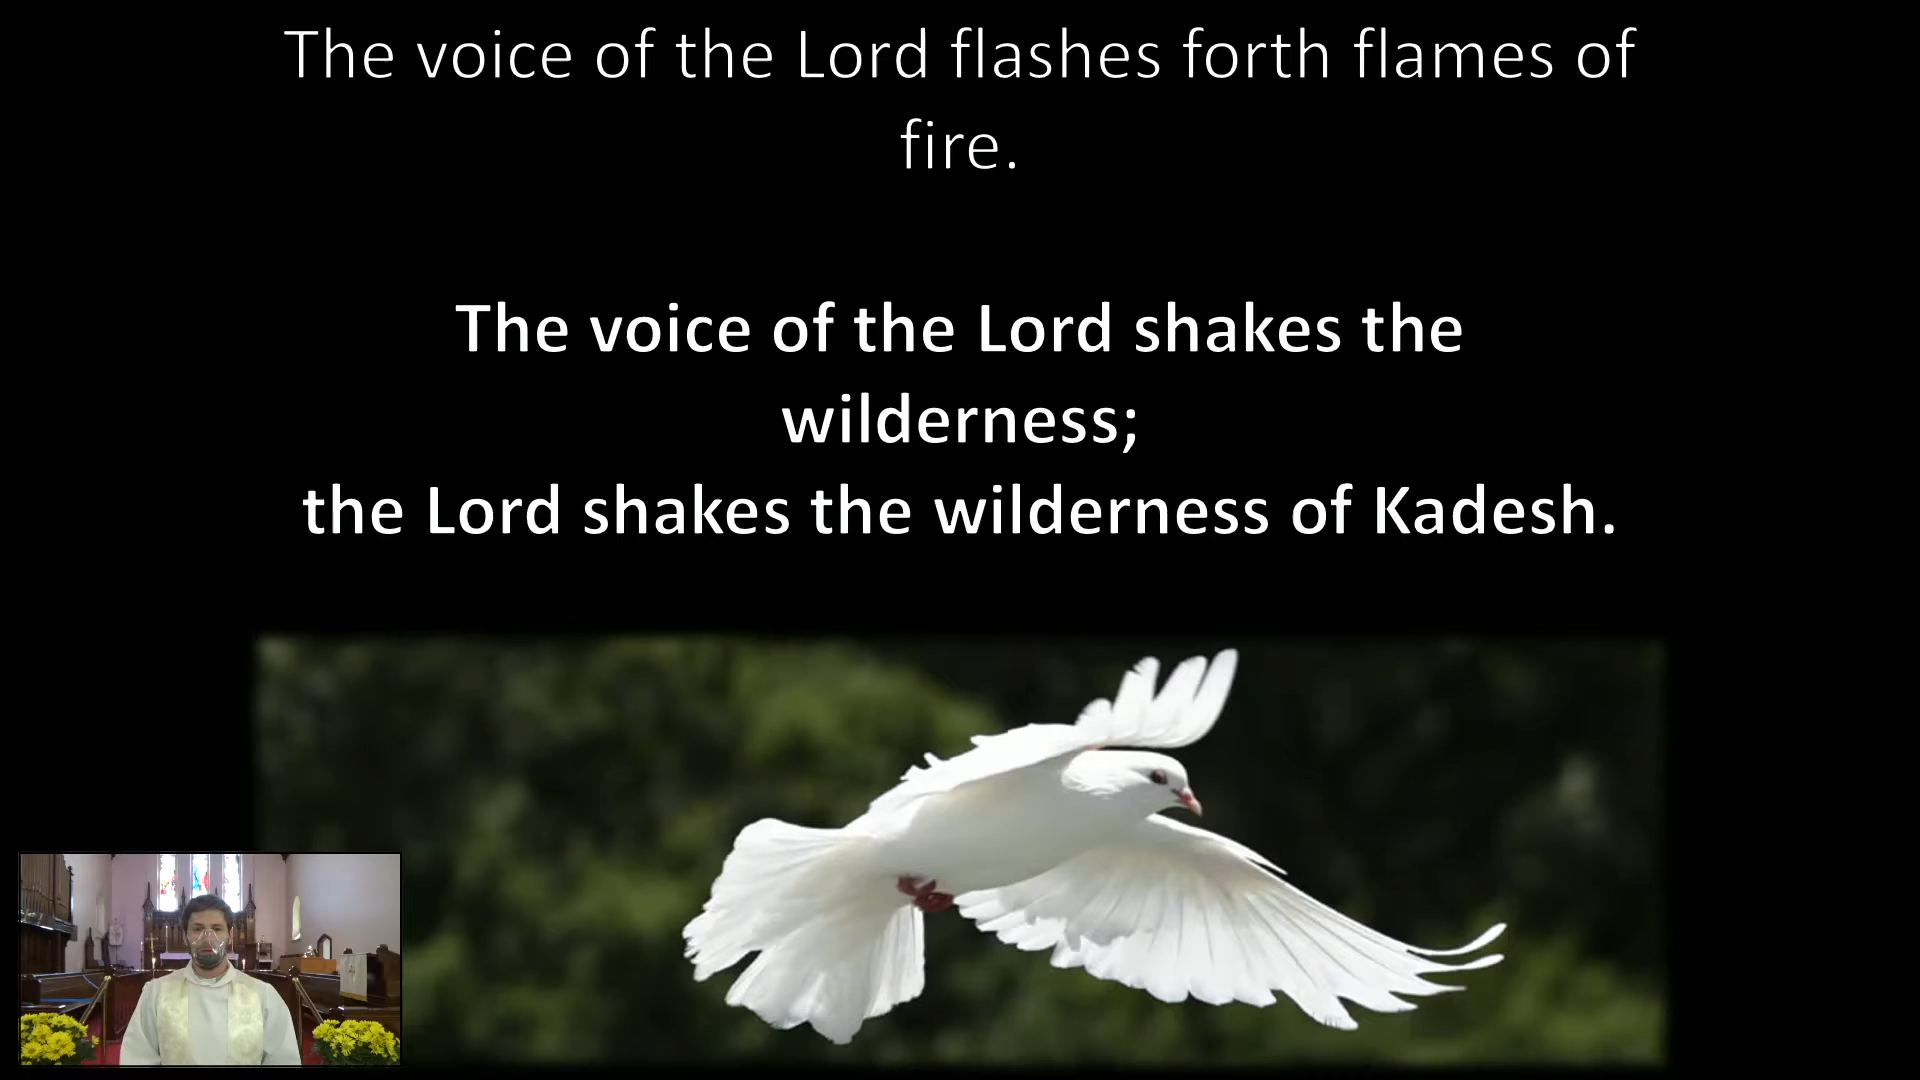 The voice of the Lord flashes forth flames of
fire.
The voice of the Lord shakes the
wilderness;
the Lord shakes the wilderness of Kadesh.